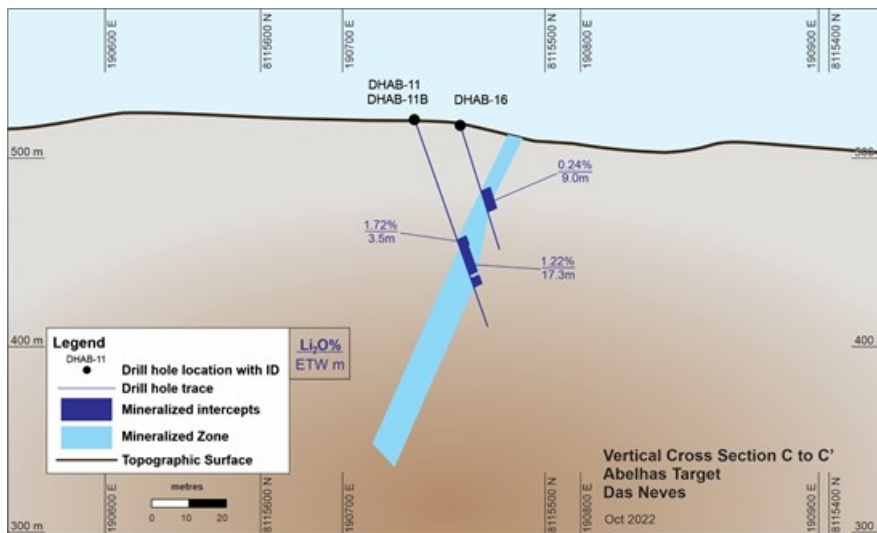 190600 E
8115600 N
190700 E
8115500 N
190800 E
190900 E
8115400 N
DHAB-11
DHAB-11B
DHAB-16
500 m
0.24%
9.0m
1.72%
3.5m
1.22%
17.3m
400 m
400 m
Legend
DHAB-11
Drill hole location with ID
Drill hole trace
Mineralized intercepts
Mineralized Zone
Topographic Surface
Li₂O%
ETW m
metres
0 10 20
Vertical Cross Section C to C’
Abelhas Target
Das Neves
Oct 2022
190600 E
8115600 N
190700 E
8115500 N
190800 E
190900 E
8115400 N
300 m
300 m